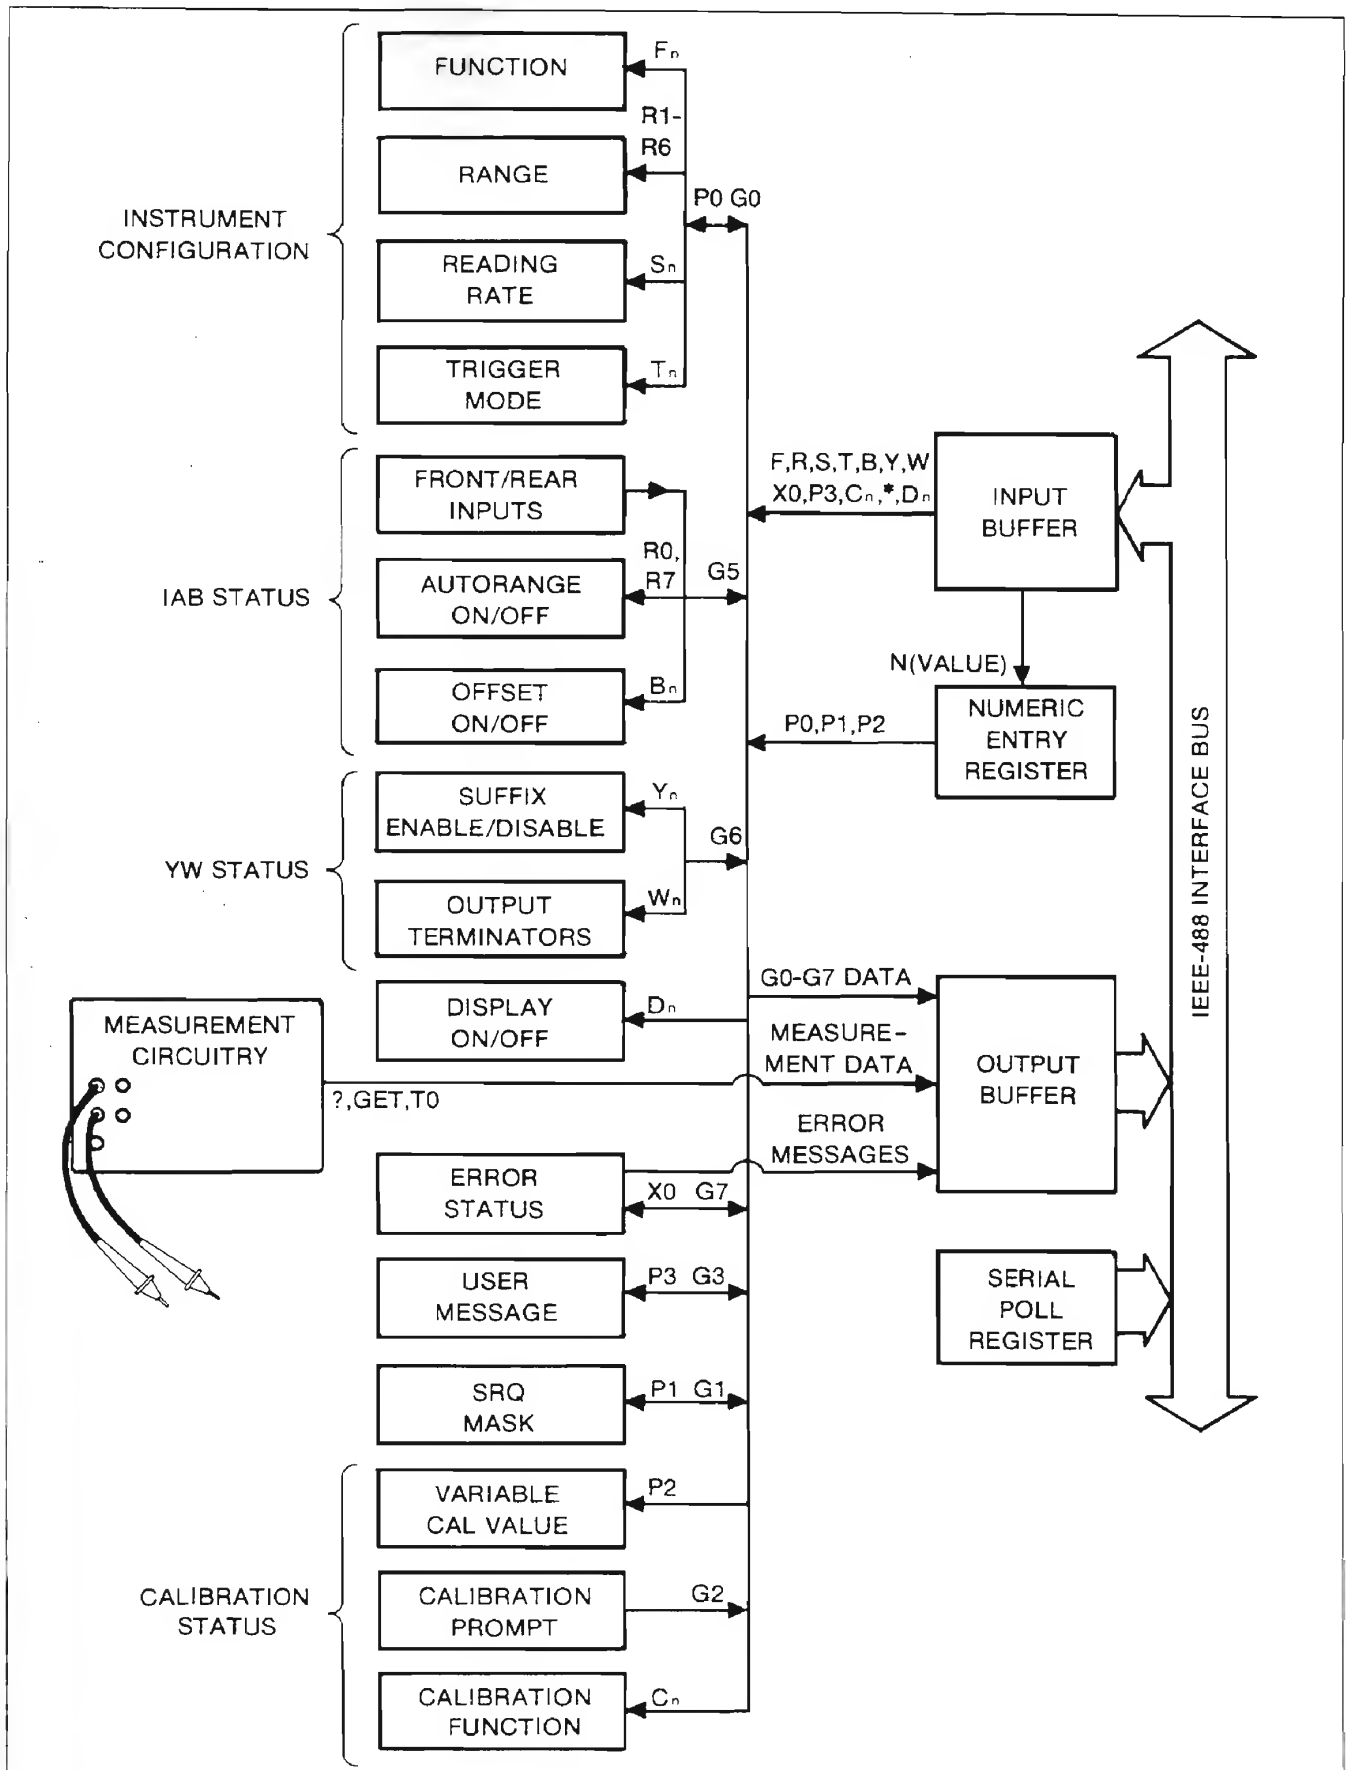 FUNCTION
Fn
R1-
R6
RANGE
P0 G0
INSTRUMENT
CONFIGURATION
READING
RATE
Sn
TRIGGER
MODE
Tn
FRONT/REAR
INPUTS
R0,
R7
G5
IAB STATUS
AUTORANGE
ON/OFF
OFFSET
ON/OFF
Bn
F,R,S,T,B,Y,W
X0,P3,Cn,*,Dn
INPUT
BUFFER
N(VALUE)
P0,P1,P2
NUMERIC
ENTRY
REGISTER
IEEE-488 INTERFACE BUS
SUFFIX
ENABLE/DISABLE
Yn
G6
YW STATUS
OUTPUT
TERMINATORS
Wn
DISPLAY
ON/OFF
Dn
G0-G7 DATA
MEASUREMENT
CIRCUITRY
?,GET,T0
MEASURE-
MENT DATA
OUTPUT
BUFFER
ERROR
MESSAGES
ERROR
STATUS
X0 G7
USER
MESSAGE
P3 G3
SERIAL
POLL
REGISTER
SRQ
MASK
P1 G1
VARIABLE
CAL VALUE
P2
CALIBRATION
STATUS
CALIBRATION
PROMPT
G2
CALIBRATION
FUNCTION
Cn